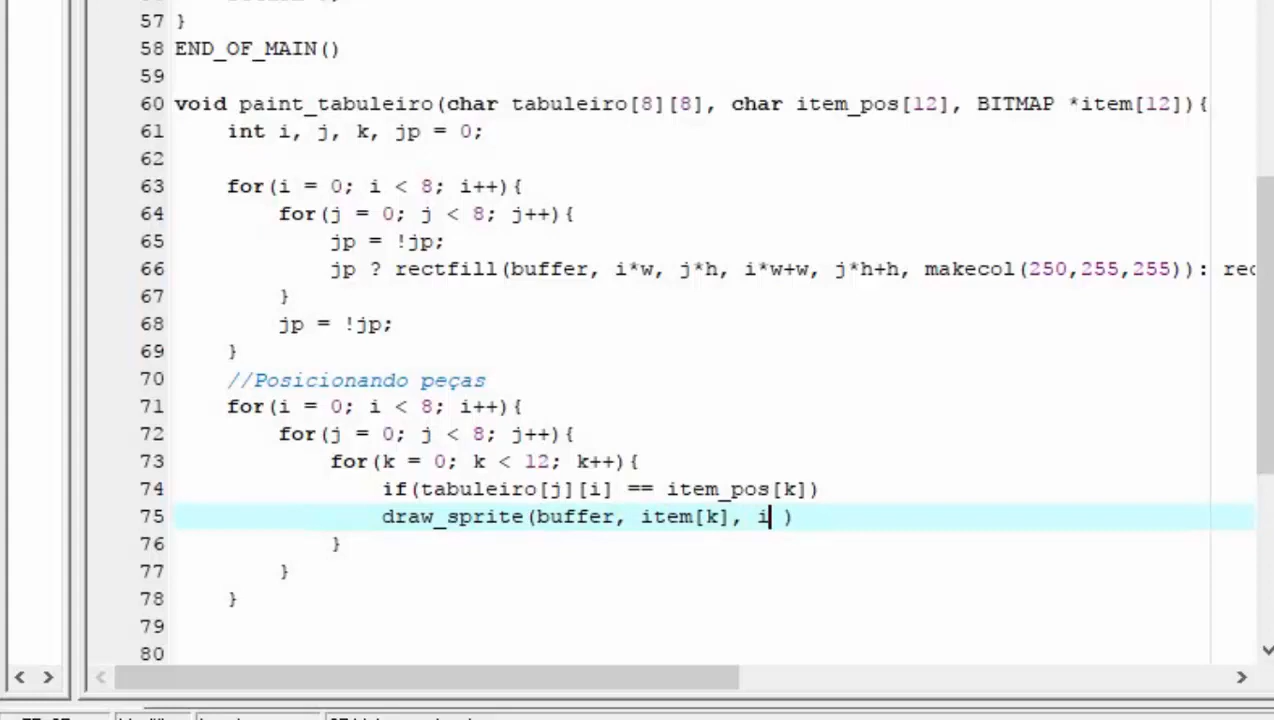 57 }
58 END_OF_MAIN()
59
60 void paint_tabuleiro(char tabuleiro[8][8], char item_pos[12], BITMAP *item[12]){
61 int i, j, k, jp = 0;
62
63 for(i = 0; i < 8; i++){
64 for(j = 0; j < 8; j++){
65 jp = !jp;
66 jp ? rectfill(buffer, i*w, j*h, i*w+w, j*h+h, makecol(250,255,255)): rec
67 }
68 jp = !jp;
69 }
70 //Posicionando peças
71 for(i = 0; i < 8; i++){
72 for(j = 0; j < 8; j++){
73 for(k = 0; k < 12; k++){
74 if(tabuleiro[j][i] == item_pos[k])
75 draw_sprite(buffer, item[k], i )
76 }
77 }
78 }
79
80